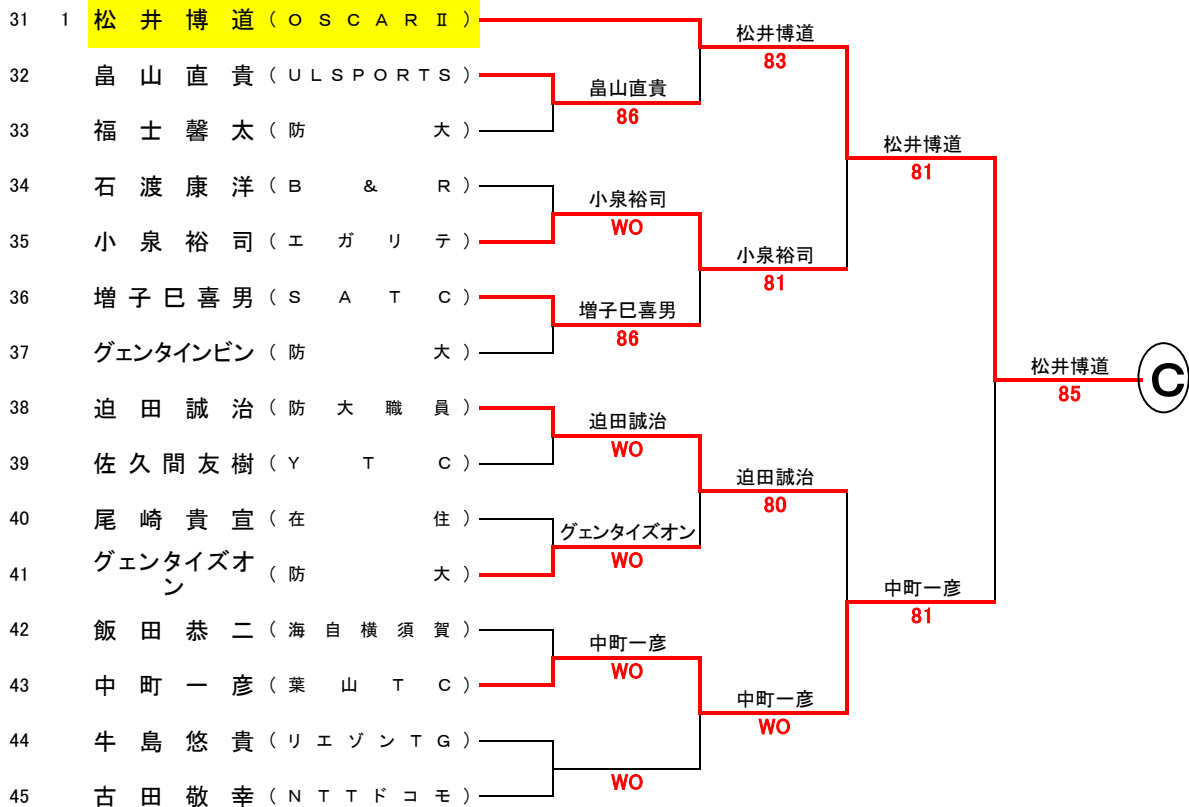 31 1 松井博道 (OSCARⅡ)
松井博道
83
32 畠山直貴 (ULSPORTS)
畠山直貴
86
33 福士馨太 (防大)
松井博道
81
34 石渡康洋 (B&R)
小泉裕司
WO
35 小泉裕司 (エガリテ)
小泉裕司
81
36 増子巳喜男 (SATC)
増子巳喜男
86
37 グェンタインビン (防大)
松井博道
85
C
38 迫田誠治 (防大職員)
迫田誠治
WO
39 佐久間友樹 (YTC)
迫田誠治
80
40 尾崎貴宣 (在住)
グェンタイズオン
WO
41 グェンタイズオ
ン
(防大)
中町一彦
81
42 飯田恭二 (海自横須賀)
中町一彦
WO
43 中町一彦 (葉山TC)
中町一彦
WO
44 牛島悠貴 (リエゾンTG)
WO
45 古田敬幸 (NTTドコモ)